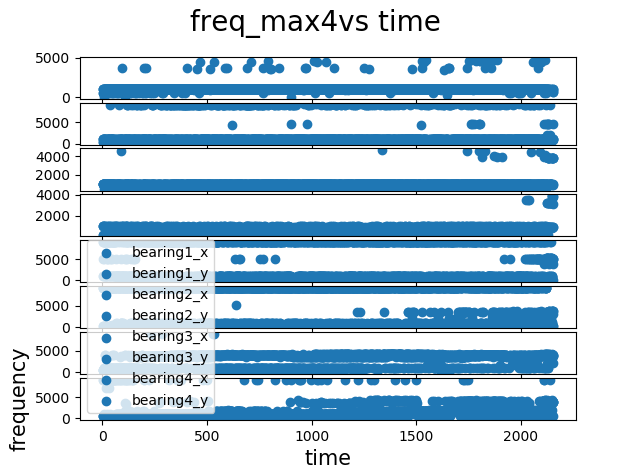 freq_max4vs time
5000
0
5000
0
4000
2000
4000
2000
5000
0
5000
0
5000
0
5000
0
bearing1_x
bearing1_y
bearing2_x
bearing2_y
bearing3_x
bearing3_y
bearing4_x
bearing4_y
frequency
0 500 1000 1500 2000
time